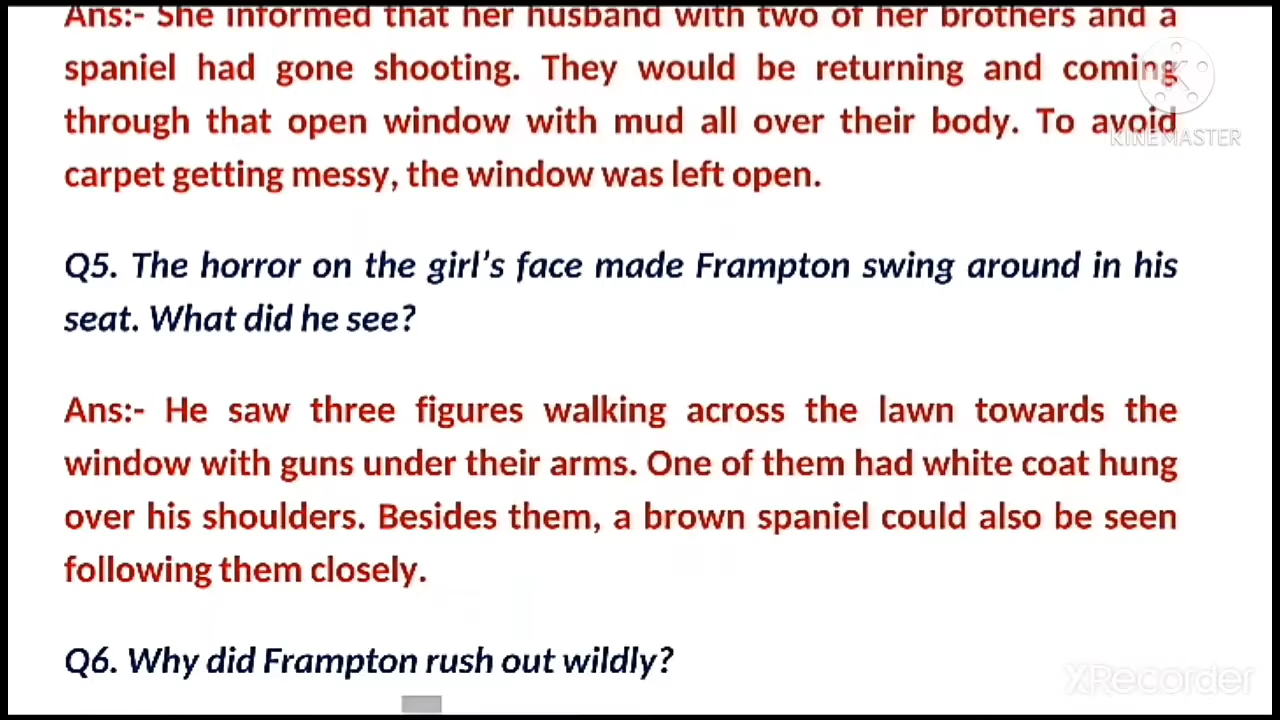 Ans:- She informed that her husband with two of her brothers and a
spaniel had gone shooting. They would be returning and coming
through that open window with mud all over their body. To avoid
carpet getting messy, the window was left open.
KINEMASTER
Q5. The horror on the girl's face made Frampton swing around in his
seat. What did he see?
Ans:- He saw three figures walking across the lawn towards the
window with guns under their arms. One of them had white coat hung
over his shoulders. Besides them, a brown spaniel could also be seen
following them closely.
Q6. Why did Frampton rush out wildly?
XRecorder